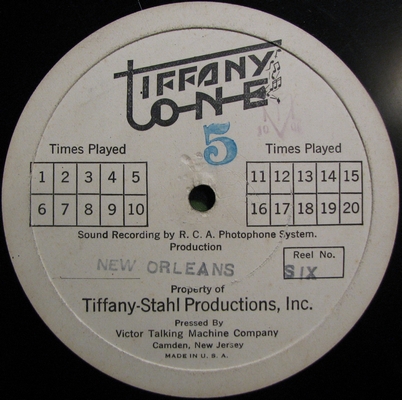 TIFFANY
TONE
5
Times Played
Times Played
1 2 3 4 5
6 7 8 9 10
11 12 13 14 15
16 17 18 19 20
Sound Recording by R. C. A. Photophone System.
Production
Reel No.
NEW ORLEANS
SIX
Property of
Tiffany-Stahl Productions, Inc.
Pressed By
Victor Talking Machine Company
Camden, New Jersey
MADE IN U. S. A.